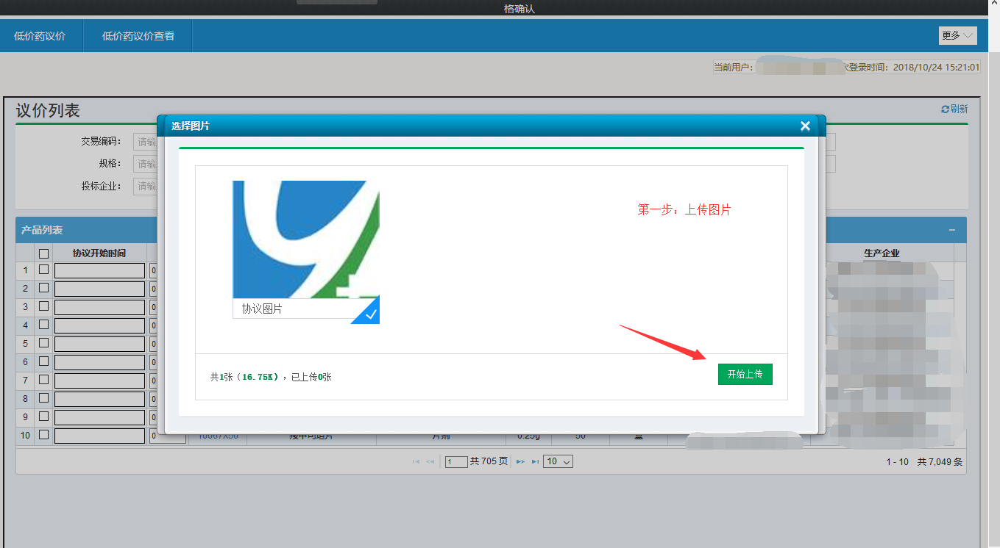 格确认
低价药议价
低价药议价查看
更多
当前用户：
次登录时间：2018/10/24 15:21:01
议价列表
刷新
选择图片
交易编码：
请输
规格：
请输
投标企业：
请输
第一步：上传图片
协议图片
共1张（16.75K），已上传0张
开始上传
产品列表
协议开始时间
生产企业
1
0
2
0
3
0
4
0
5
0
6
0
7
0
8
0
9
0
10
0
片剂
0.25g
50
盒
1
共 705 页
10
1 - 10 共 7,049 条